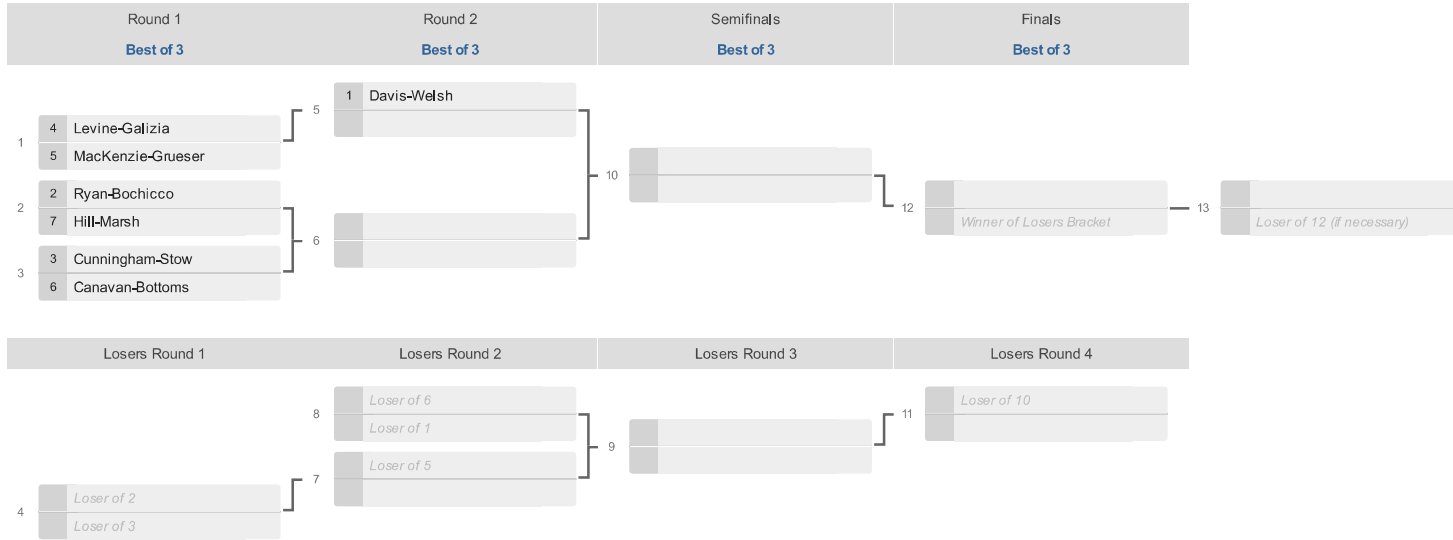 Round 1 Round 2 Semifinals Finals
Best of 3 Best of 3 Best of 3 Best of 3
1 Davis-Welsh
5
4 Levine-Galizia
1
5 MacKenzie-Grueser
10
2 Ryan-Bochicco
2
7 Hill-Marsh
12 Winner of Losers Bracket
13 Loser of 12 (if necessary)
6
3 Cunningham-Stow
3
6 Canavan-Bottoms
Losers Round 1 Losers Round 2 Losers Round 3 Losers Round 4
Loser of 6
8
Loser of 1
Loser of 10
11
9
Loser of 5
7
Loser of 2
4
Loser of 3